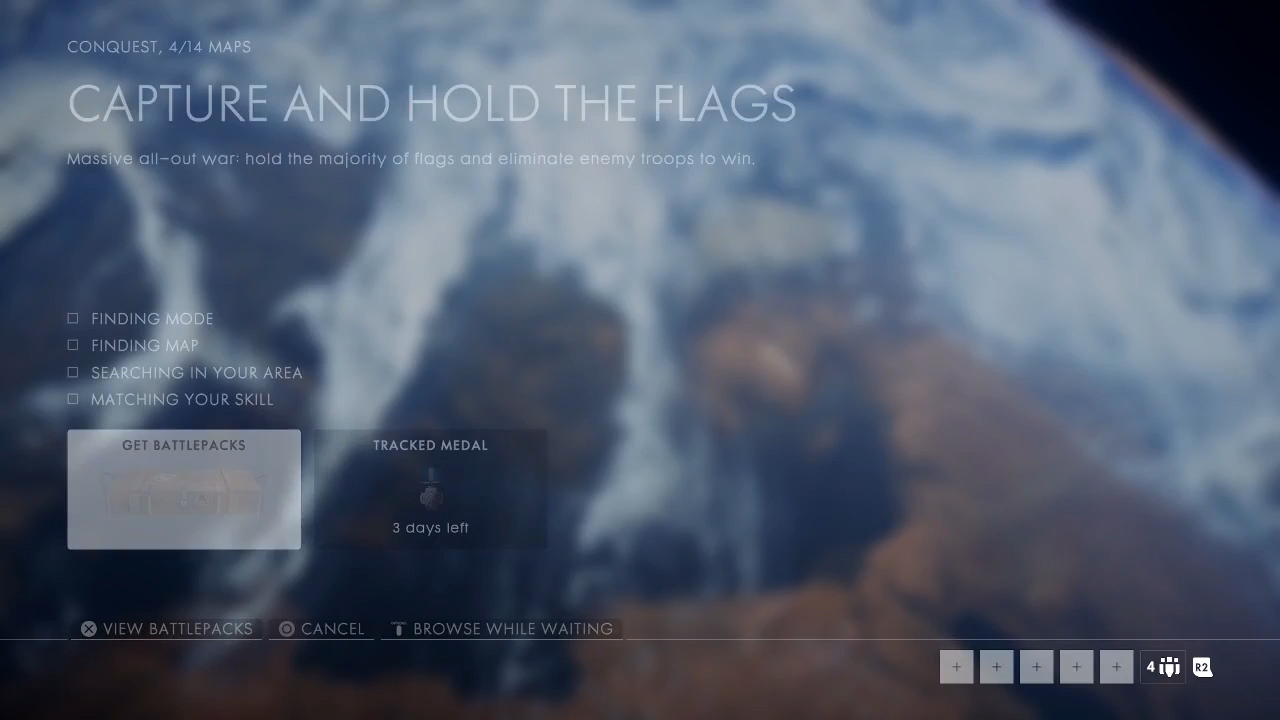 CONQUEST, 4/14 MAPS
CAPTURE AND HOLD THE FLAGS
Massive all-out war: hold the majority of flags and eliminate enemy troops to win.
FINDING MODE
FINDING MAP
SEARCHING IN YOUR AREA
MATCHING YOUR SKILL
GET BATTLEPACKS
TRACKED MEDAL
3 days left
VIEW BATTLEPACKS CANCEL BROWSE WHILE WAITING
4 R2